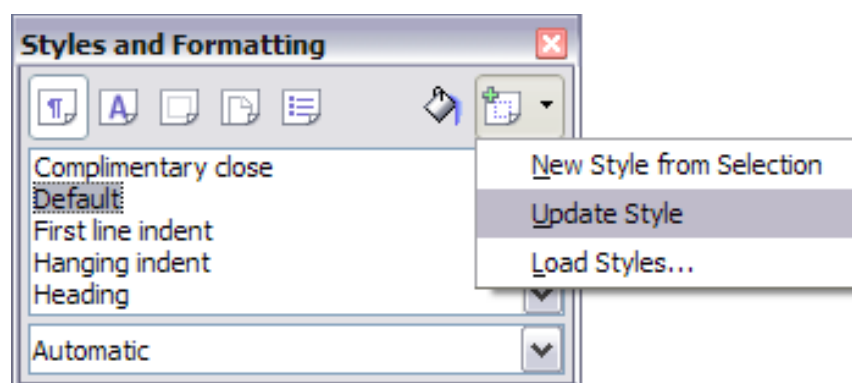 Styles and Formatting
Complimentary close
Default
First line indent
Hanging indent
Heading
Automatic
New Style from Selection
Update Style
Load Styles...